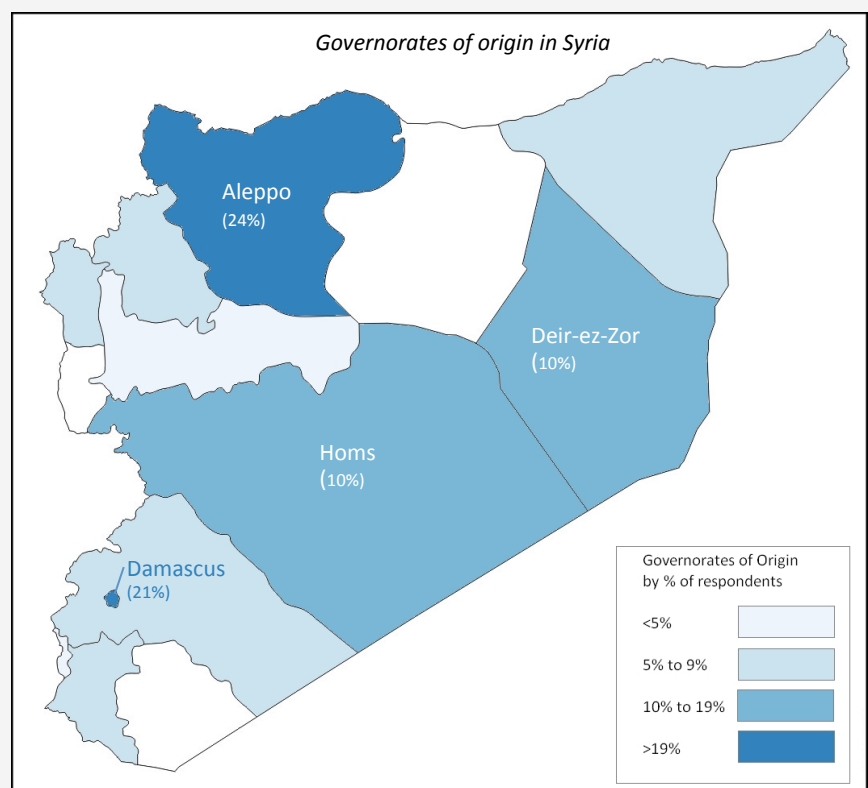 Governorates of origin in Syria
Aleppo
(24%)
Deir-ez-Zor
(10%)
Homs
(10%)
Damascus
(21%)
Governorates of Origin
by % of respondents
<5%
5% to 9%
10% to 19%
>19%